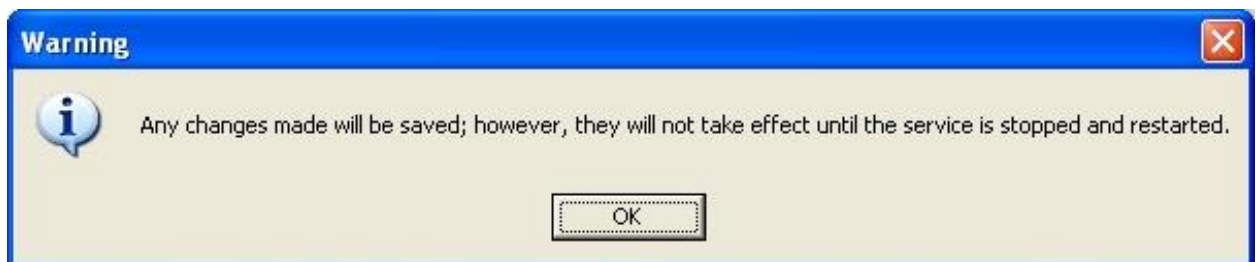 Warning
Any changes made will be saved; however, they will not take effect until the service is stopped and restarted.
OK